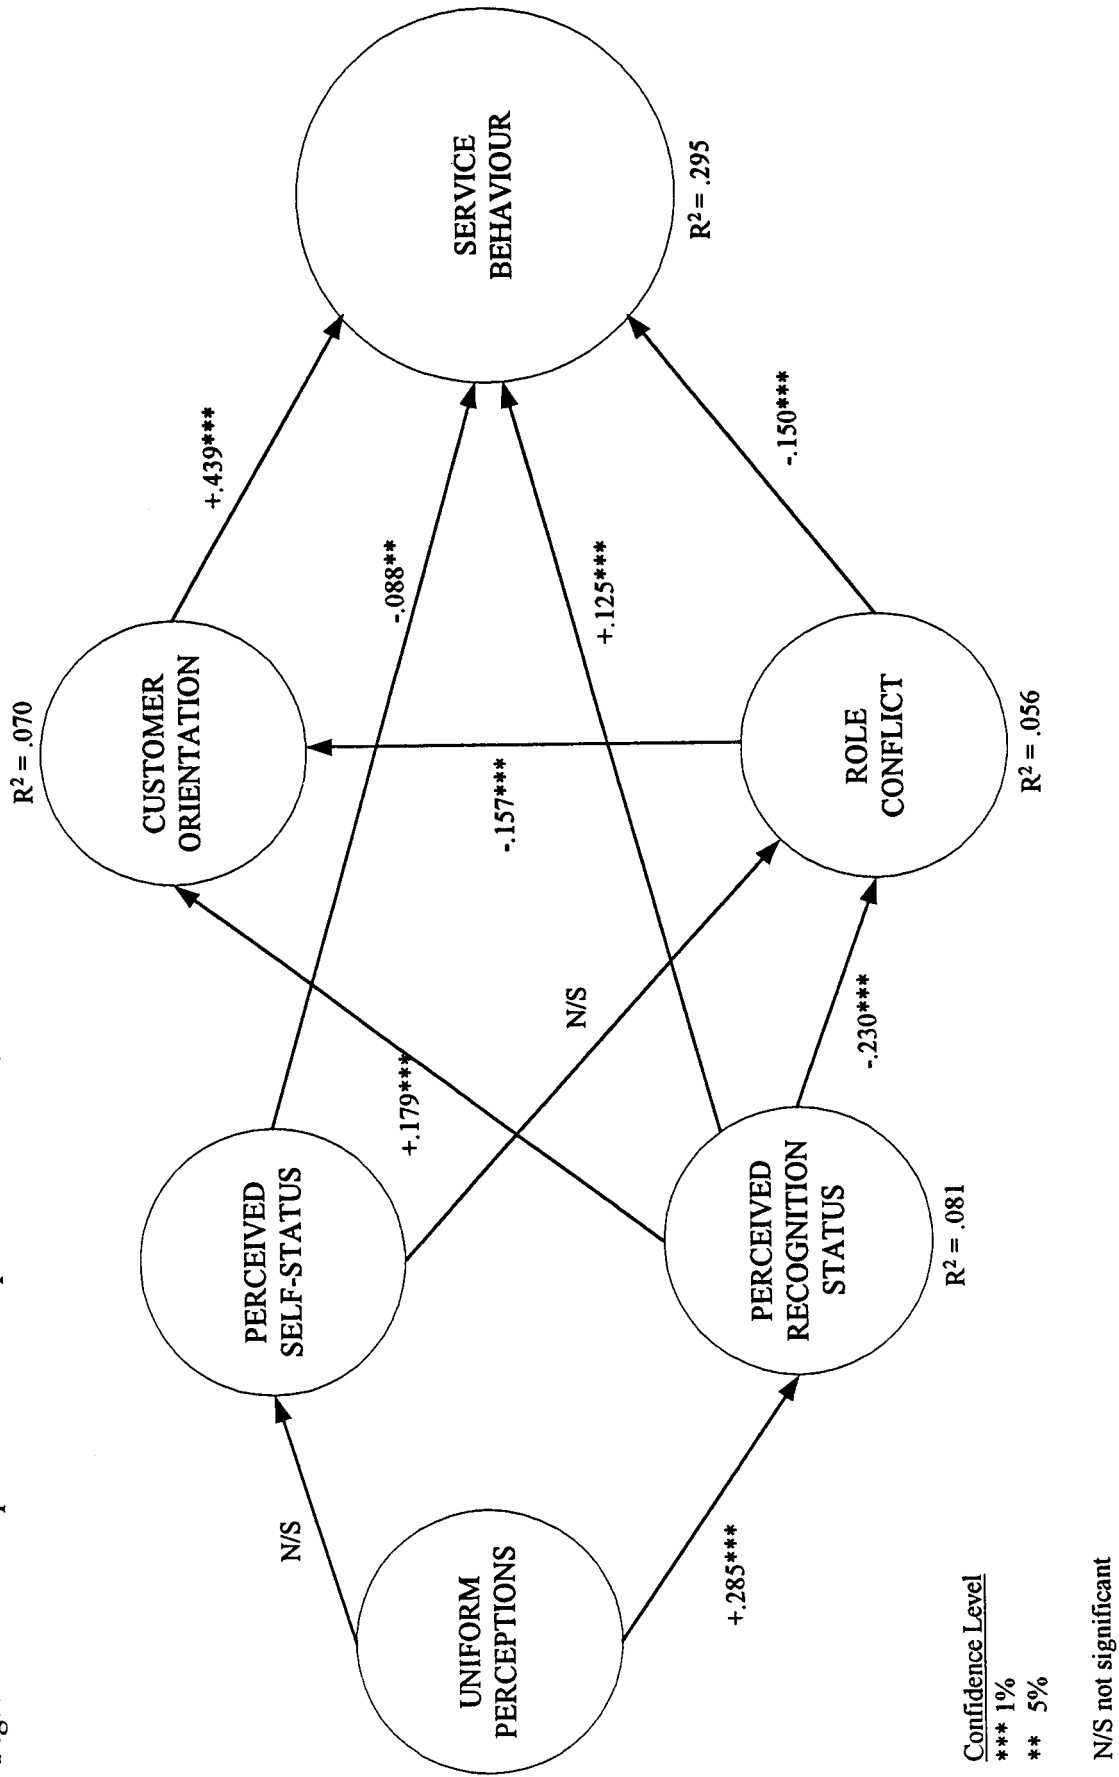 UNIFORM
PERCEPTIONS
N/S
+.285***
PERCEIVED
SELF-STATUS
PERCEIVED
RECOGNITION
STATUS
R² = .081
+.179***
N/S
-.230***
R² = .070
CUSTOMER
ORIENTATION
-.157***
ROLE
CONFLICT
R² = .056
-.088**
+.125***
+.439***
-.150***
SERVICE
BEHAVIOUR
R² = .295
Confidence Level
*** 1%
** 5%
N/S not significant